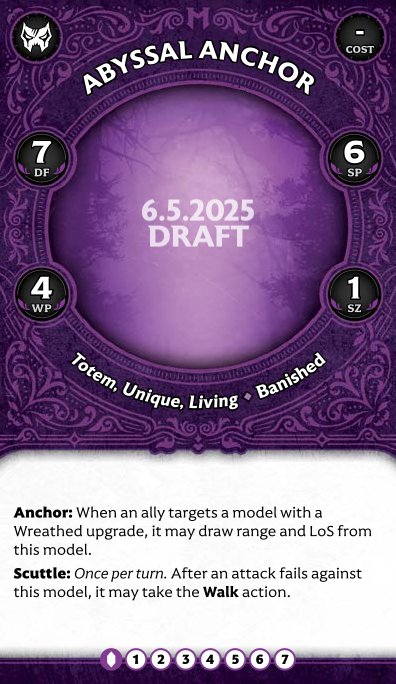 ABYSSAL ANCHOR
-
COST
7
DF
6
SP
6.5.2025
DRAFT
4
WP
1
SZ
Totem, Unique, Living ♦ Banished
Anchor: When an ally targets a model with a
Wreathed upgrade, it may draw range and LoS from
this model.
Scuttle: Once per turn. After an attack fails against
this model, it may take the Walk action.
1 2 3 4 5 6 7